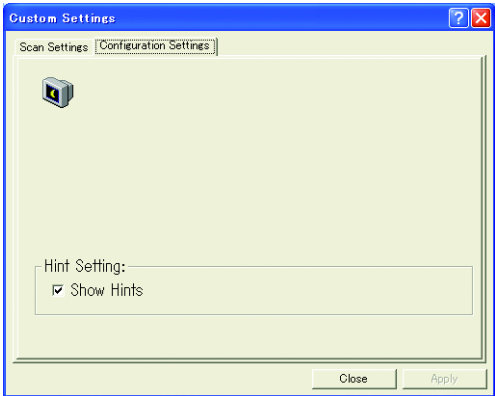 Custom Settings
Scan Settings Configuration Settings
Hint Setting:
Show Hints
Close Apply